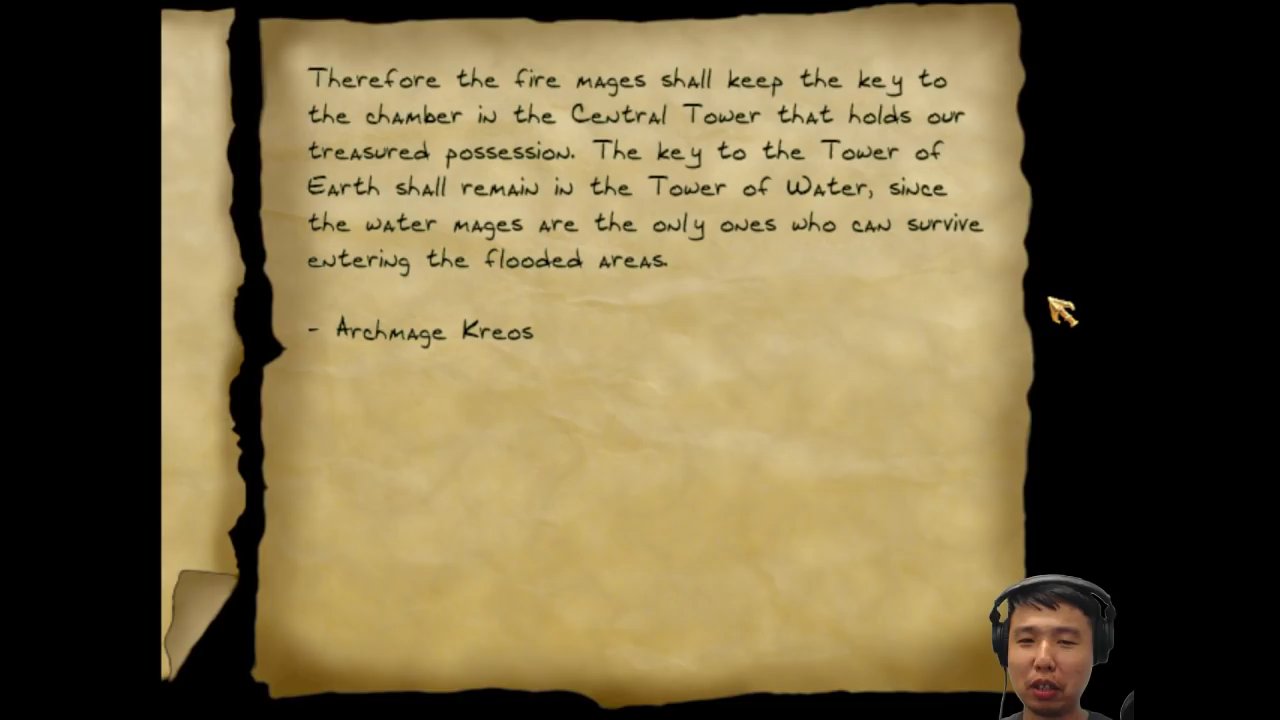 Therefore the fire mages shall keep the key to
the chamber in the Central Tower that holds our
treasured possession. The key to the Tower of
Earth shall remain in the Tower of Water, since
the water mages are the only ones who can survive
entering the flooded areas.
- Archmage Kreos